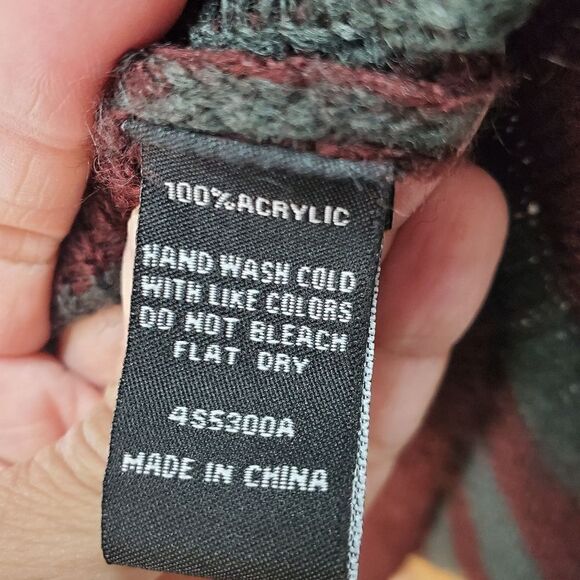 100%ACRYLIC
HAND WASH COLD
WITH LIKE COLORS
DO NOT BLEACH
FLAT DRY
4S5300A
MADE IN CHINA